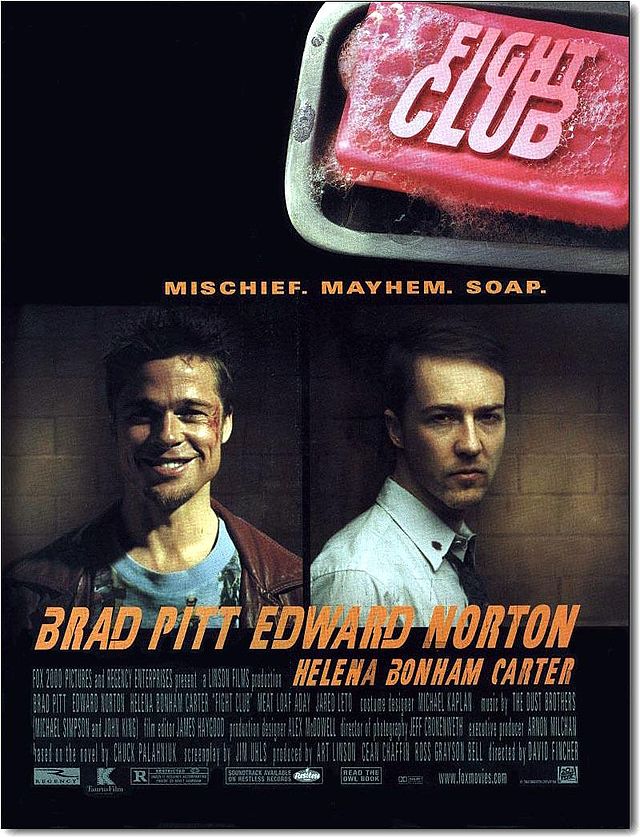 FIGHT
CLUB
MISCHIEF. MAYHEM. SOAP.
BRAD PITT EDWARD NORTON
HELENA BONHAM CARTER
FOX 2000 PICTURES and REGENCY ENTERPRISES present a LINSON FILMS production
BRAD PITT EDWARD NORTON HELENA BONHAM CARTER "FIGHT CLUB" MEAT LOAF ADAY JARED LETO costume designer MICHAEL KAPLAN music by THE DUST BROTHERS
(MICHAEL SIMPSON and JOHN KING) film editor JAMES HAYGOOD production designer ALEX McDOWELL director of photography JEFF CRONENWETH executive producer ARNON MILCHAN
based on the novel by CHUCK PALAHNIUK screenplay by JIM UHLS produced by ART LINSON CEAN CHAFFIN ROSS GRAYSON BELL directed by DAVID FINCHER
REGENCY
TaurusFilm
R RESTRICTED
SOUNDTRACK AVAILABLE
ON RESTLESS RECORDS
Restless
READ THE
OWL BOOK
www.foxmovies.com